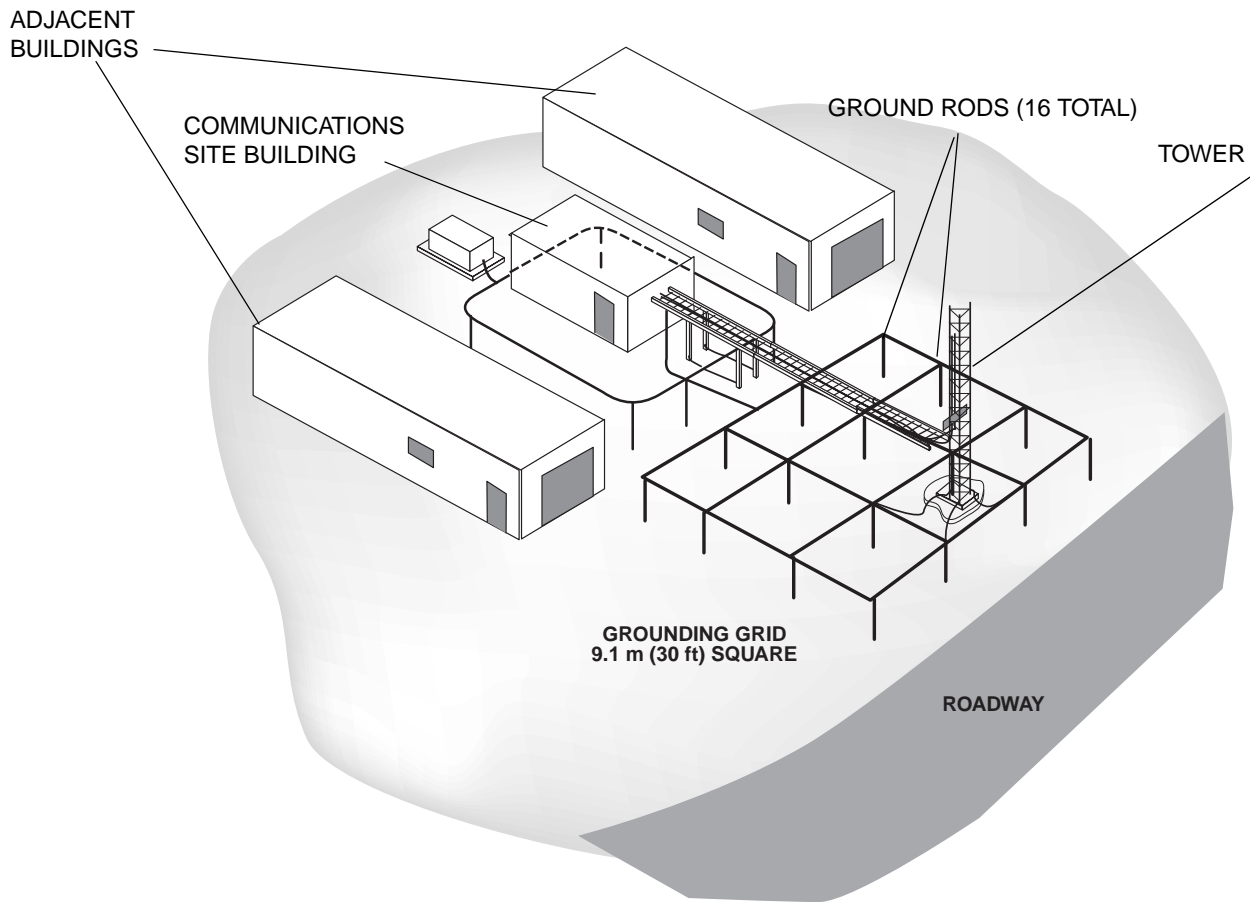 ADJACENT
BUILDINGS
COMMUNICATIONS
SITE BUILDING
GROUND RODS (16 TOTAL)
TOWER
GROUNDING GRID
9.1 m (30 ft) SQUARE
ROADWAY